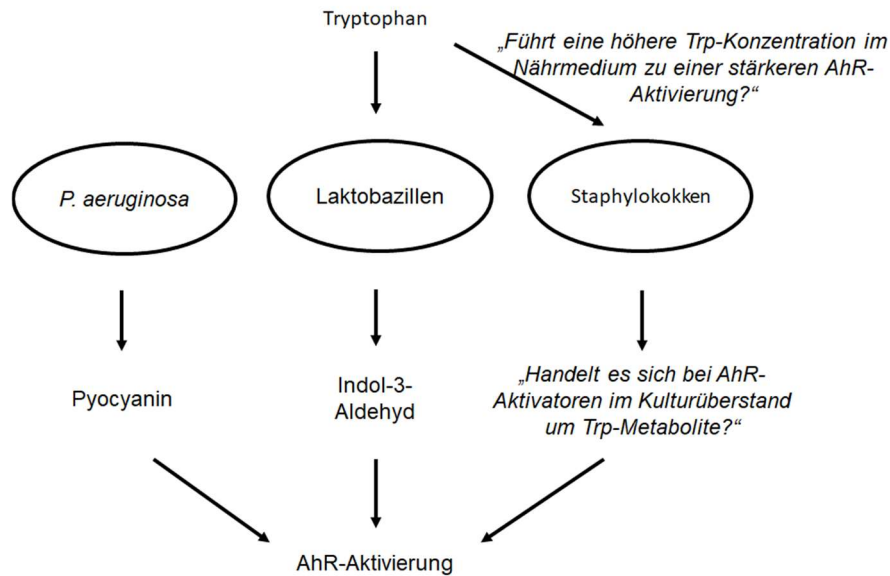 Tryptophan
„Führt eine höhere Trp-Konzentration im
Nährmedium zu einer stärkeren AhR-
Aktivierung?“
P. aeruginosa
Laktobazillen
Staphylokokken
Pyocyanin
Indol-3-
Aldehyd
„Handelt es sich bei AhR-
Aktivatoren im Kulturüberstand
um Trp-Metabolite?“
AhR-Aktivierung